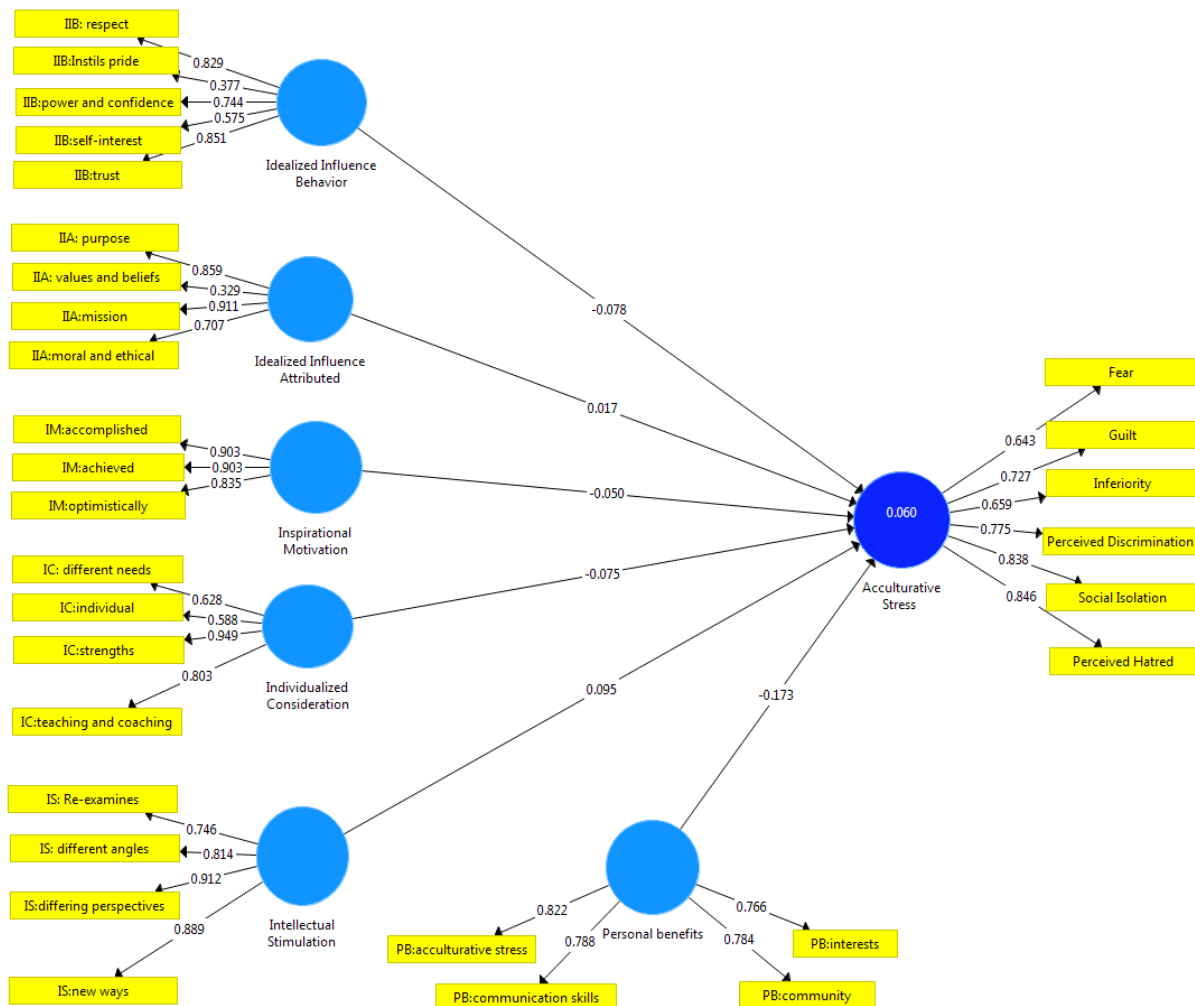 IIB: respect
IIB:Instils pride
IIB:power and confidence
IIB:self-interest
IIB:trust
0.829
0.377
0.744
0.575
0.851
Idealized Influence
Behavior
-0.078
IIA: purpose
IIA: values and beliefs
IIA:mission
IIA:moral and ethical
0.859
0.329
0.911
0.707
Idealized Influence
Attributed
0.017
IM:accomplished
IM:achieved
IM:optimistically
0.903
0.903
0.835
Inspirational
Motivation
-0.050
IC: different needs
IC:individual
IC:strengths
IC:teaching and coaching
0.628
0.588
0.949
0.803
Individualized
Consideration
-0.075
IS: Re-examines
IS: different angles
IS:differing perspectives
IS:new ways
0.746
0.814
0.912
0.889
Intellectual
Stimulation
0.095
0.822
0.788
0.784
0.766
Personal benefits
PB:acculturative stress
PB:communication skills
PB:community
PB:interests
-0.173
0.060
Acculturative
Stress
0.643
0.727
0.659
0.775
0.838
0.846
Fear
Guilt
Inferiority
Perceived Discrimination
Social Isolation
Perceived Hatred